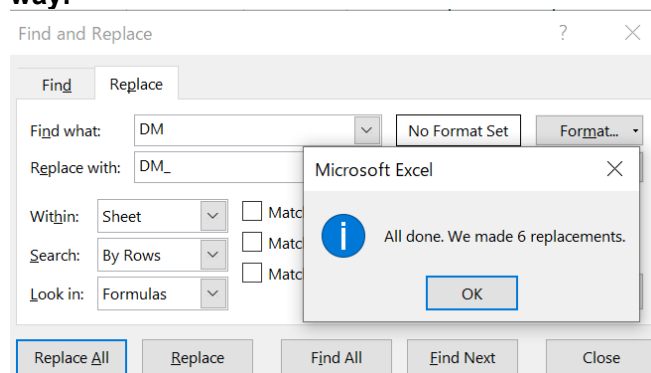 way:
Find and Replace ? ×
Find Replace
Find what: DM No Format Set Format...
Replace with: DM_
Microsoft Excel ×
All done. We made 6 replacements.
OK
Within: Sheet
Search: By Rows
Look in: Formulas
Replace All Replace Find All Find Next Close